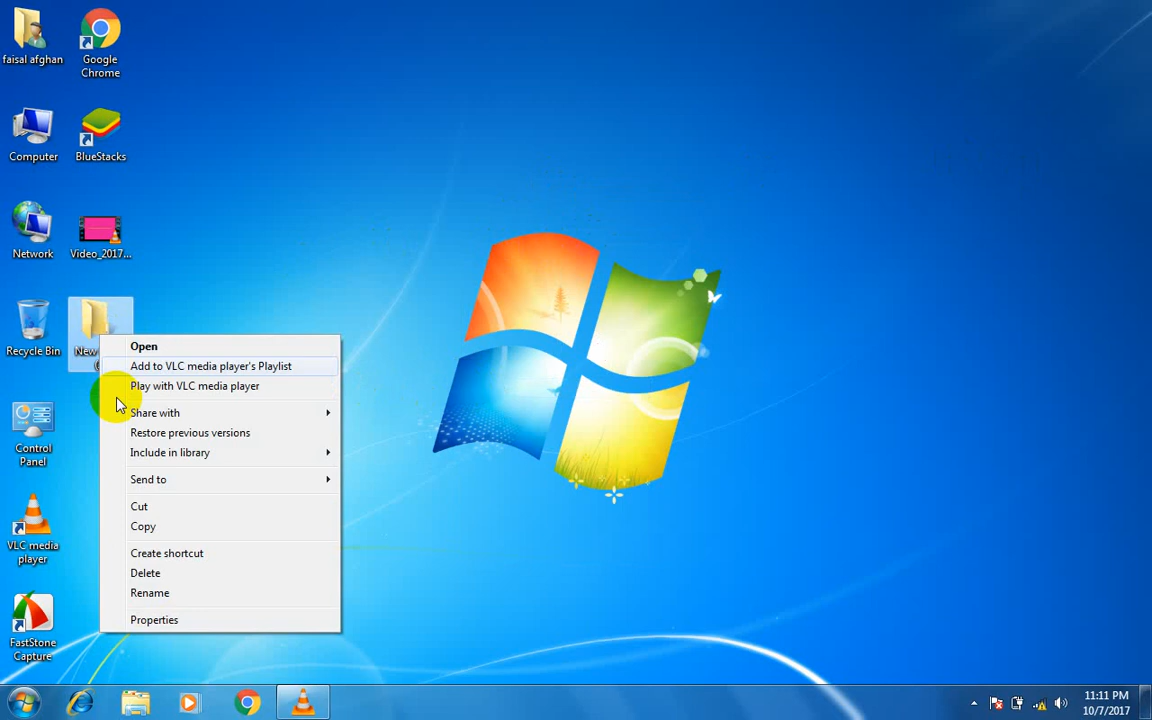 faisal afghan
Google
Chrome
Computer
BlueStacks
Network
Video_2017...
Recycle Bin
New
Control
Panel
VLC media
player
FastStone
Capture
Open
Add to VLC media player's Playlist
Play with VLC media player
Share with
Restore previous versions
Include in library
Send to
Cut
Copy
Create shortcut
Delete
Rename
Properties
11:11 PM
10/7/2017